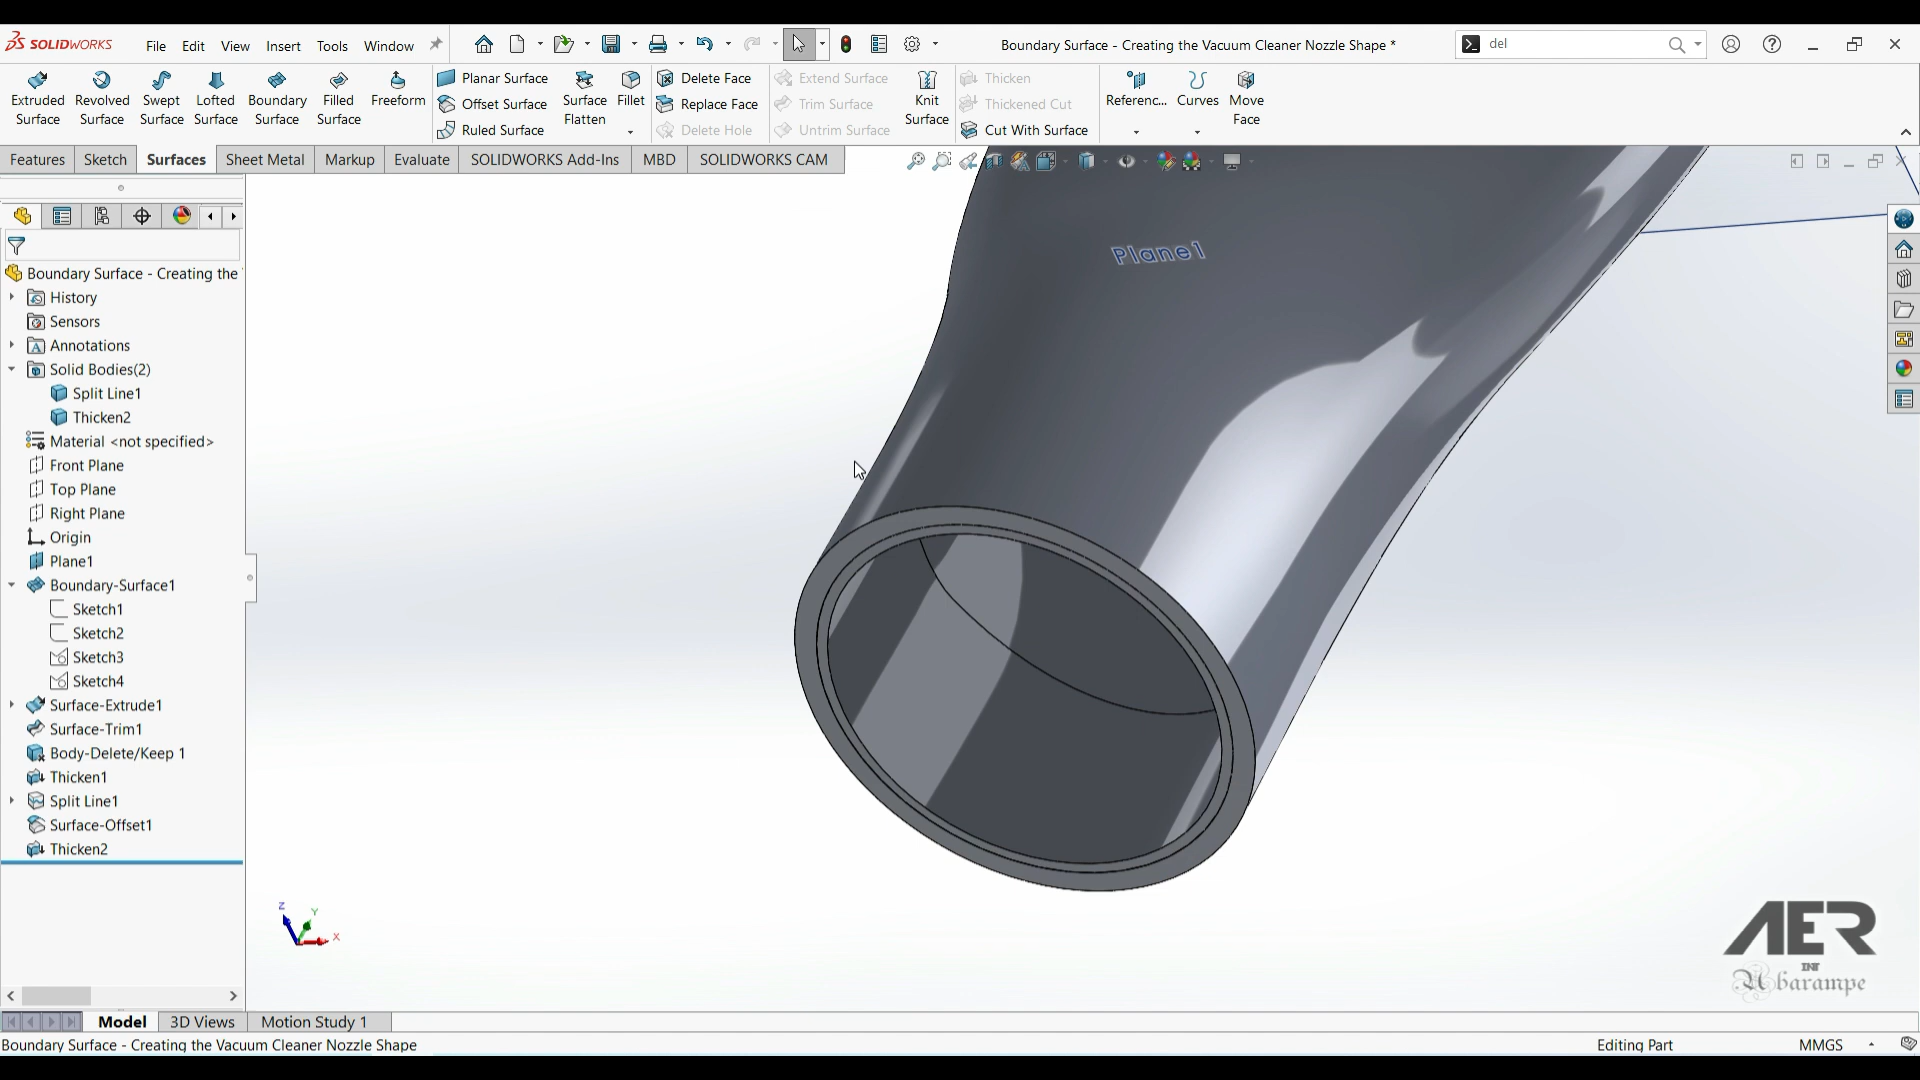 SOLIDWORKS
File Edit View Insert Tools Window
Boundary Surface - Creating the Vacuum Cleaner Nozzle Shape *
del
Extruded Surface
Revolved Surface
Swept Surface
Lofted Surface
Boundary Surface
Filled Surface
Freeform
Planar Surface
Offset Surface
Ruled Surface
Surface Flatten
Fillet
Delete Face
Replace Face
Delete Hole
Extend Surface
Trim Surface
Untrim Surface
Knit Surface
Thicken
Thickened Cut
Cut With Surface
Referenc...
Curves
Move Face
Features Sketch Surfaces Sheet Metal Markup Evaluate SOLIDWORKS Add-Ins MBD SOLIDWORKS CAM
Boundary Surface - Creating the
History
Sensors
Annotations
Solid Bodies(2)
Split Line1
Thicken2
Material <not specified>
Front Plane
Top Plane
Right Plane
Origin
Plane1
Boundary-Surface1
Sketch1
Sketch2
Sketch3
Sketch4
Surface-Extrude1
Surface-Trim1
Body-Delete/Keep 1
Thicken1
Split Line1
Surface-Offset1
Thicken2
Plane1
Z
Y
X
AER
INT
Abarampe
Model 3D Views Motion Study 1
Boundary Surface - Creating the Vacuum Cleaner Nozzle Shape
Editing Part
MMGS